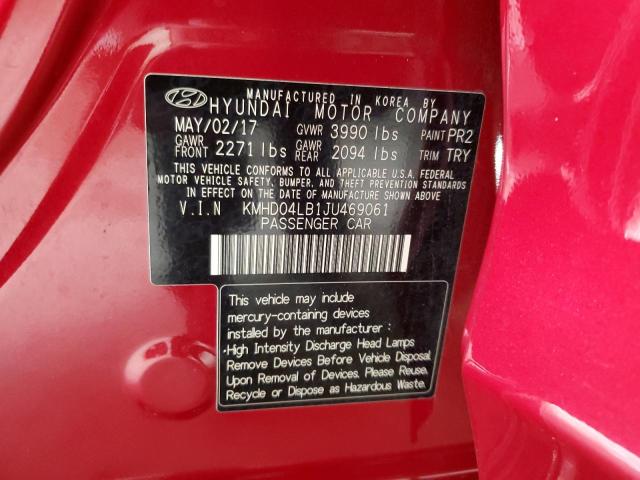 MANUFACTURED IN KOREA BY
HYUNDAI MOTOR COMPANY
MAY/02/17 GVWR 3990 lbs PAINT PR2
GAWR FRONT 2271 lbs GAWR REAR 2094 lbs TRIM TRY
THIS VEHICLE CONFORMS TO ALL APPLICABLE U.S.A. FEDERAL
MOTOR VEHICLE SAFETY, BUMPER, AND THEFT PREVENTION STANDARDS
IN EFFECT ON THE DATE OF MANUFACTURE SHOWN ABOVE.
V.I.N KMHD04LB1JU469061
PASSENGER CAR
This vehicle may include
mercury-containing devices
installed by the manufacturer :
-High Intensity Discharge Head Lamps
Remove Devices Before Vehicle Disposal.
Upon Removal of Devices, Please Reuse,
Recycle or Dispose as Hazardous Waste.